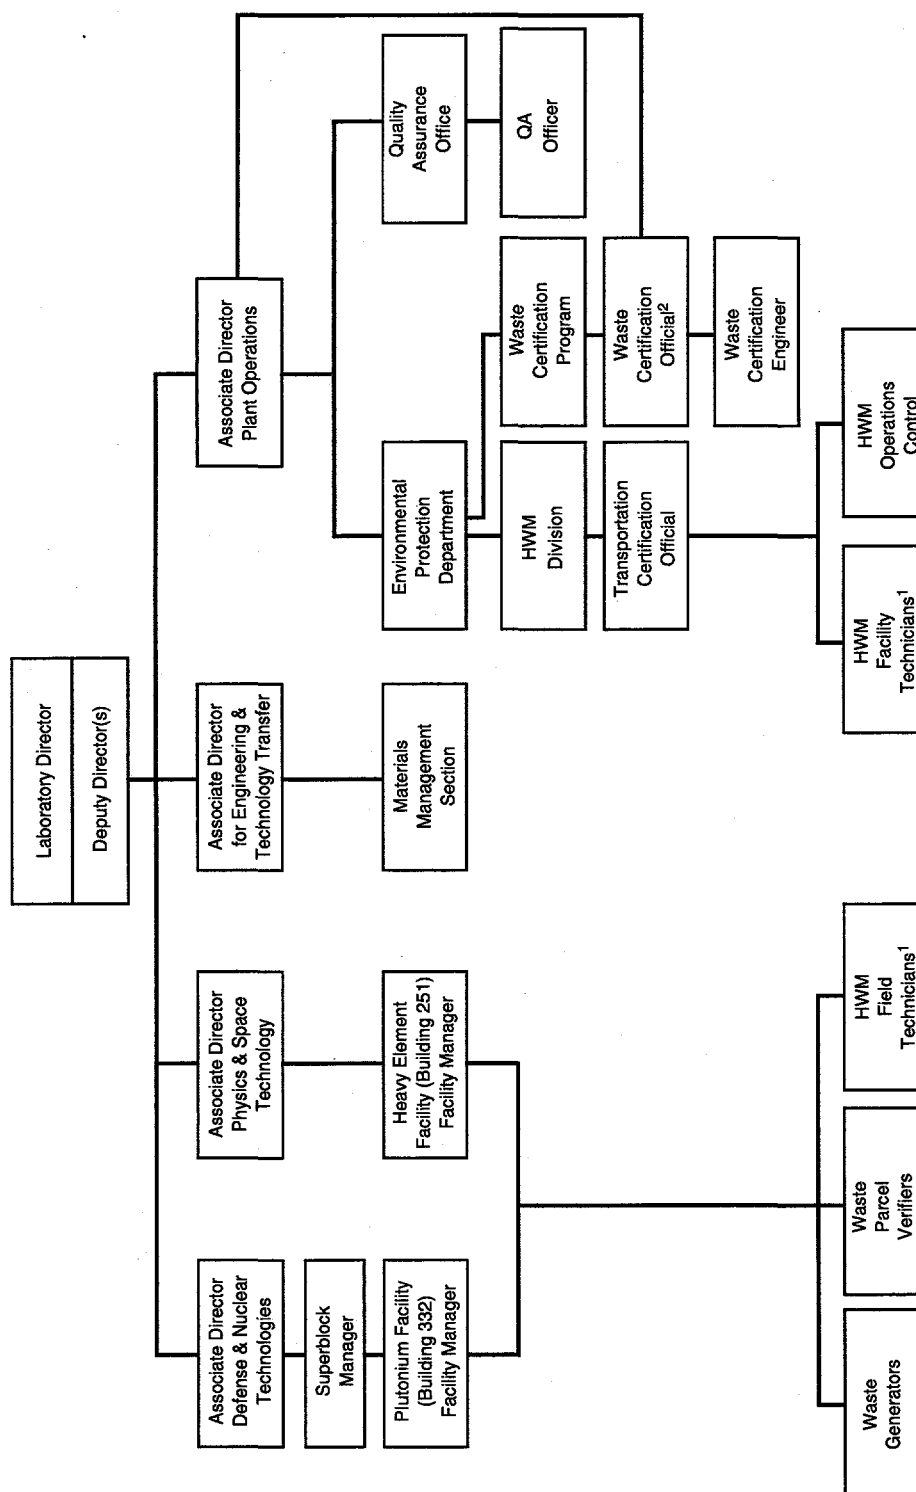 Laboratory Director
Deputy Director(s)
Associate Director
Defense & Nuclear
Technologies
Associate Director
Physics & Space
Technology
Associate Director
for Engineering &
Technology Transfer
Associate Director
Plant Operations
Superblock
Manager
Plutonium Facility
(Building 332)
Facility Manager
Heavy Element
Facility (Building 251)
Facility Manager
Materials
Management
Section
Environmental
Protection
Department
Quality
Assurance
Office
HWM
Division
Waste
Certification
Program
QA
Officer
Transportation
Certification
Official
Waste
Certification
Official²
Waste
Certification
Engineer
Waste
Generators
Waste
Parcel
Verifiers
HWM
Field
Technicians¹
HWM
Facility
Technicians¹
HWM
Operations
Control